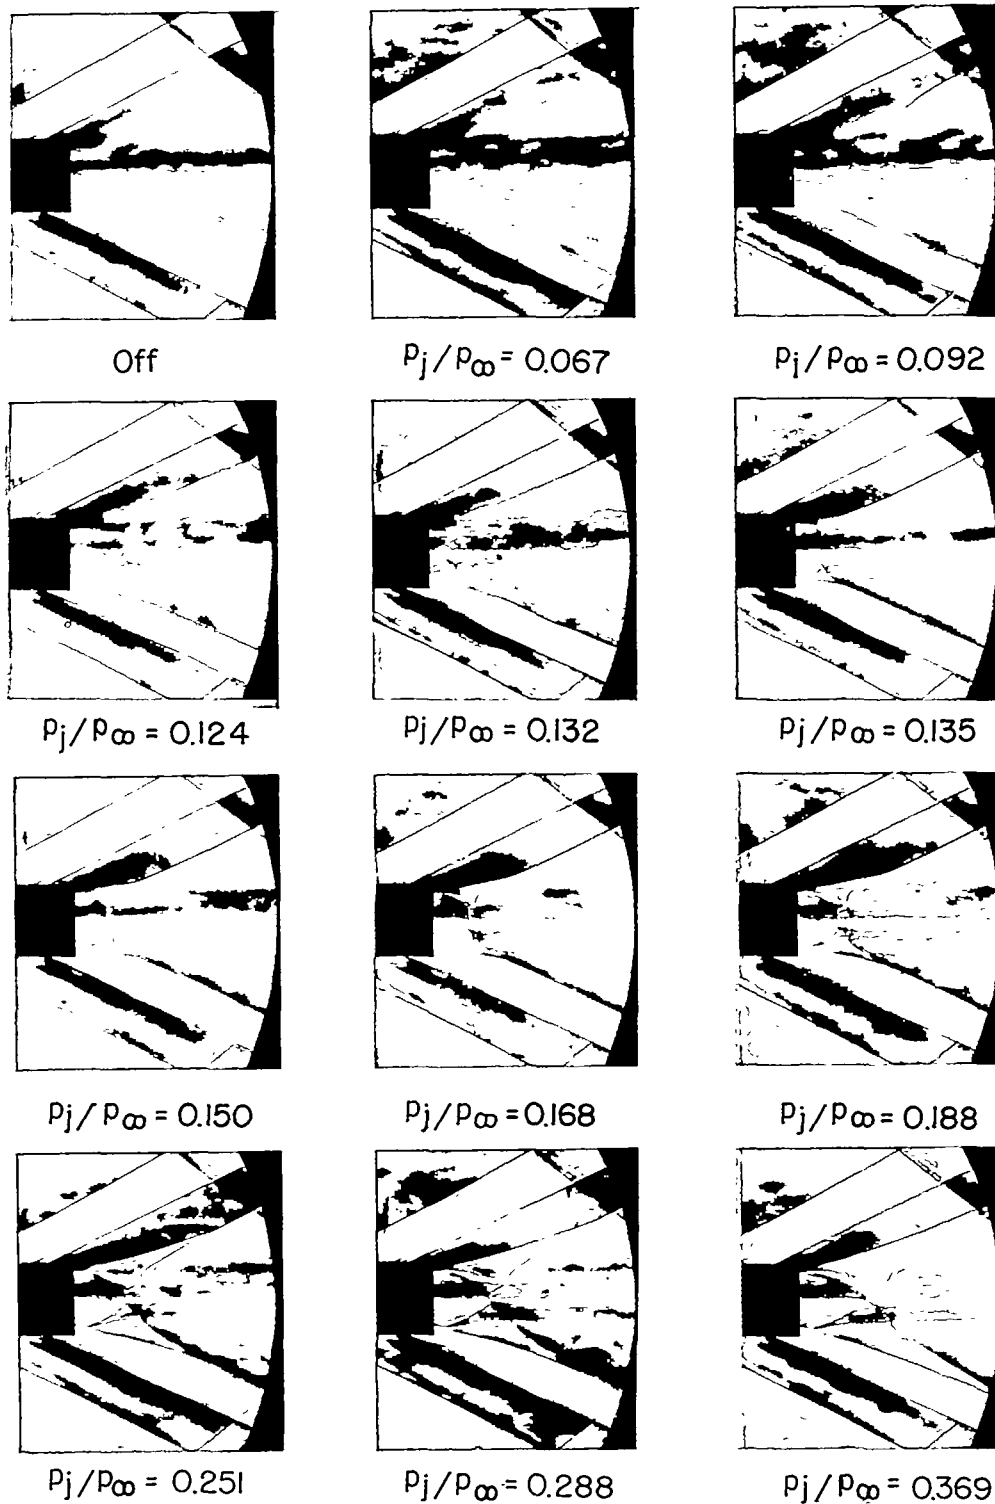 Off
pj/p∞ = 0.067
pj/p∞ = 0.092
pj/p∞ = 0.124
pj/p∞ = 0.132
pj/p∞ = 0.135
pj/p∞ = 0.150
pj/p∞ = 0.168
pj/p∞ = 0.188
pj/p∞ = 0.251
pj/p∞ = 0.288
pj/p∞ = 0.369